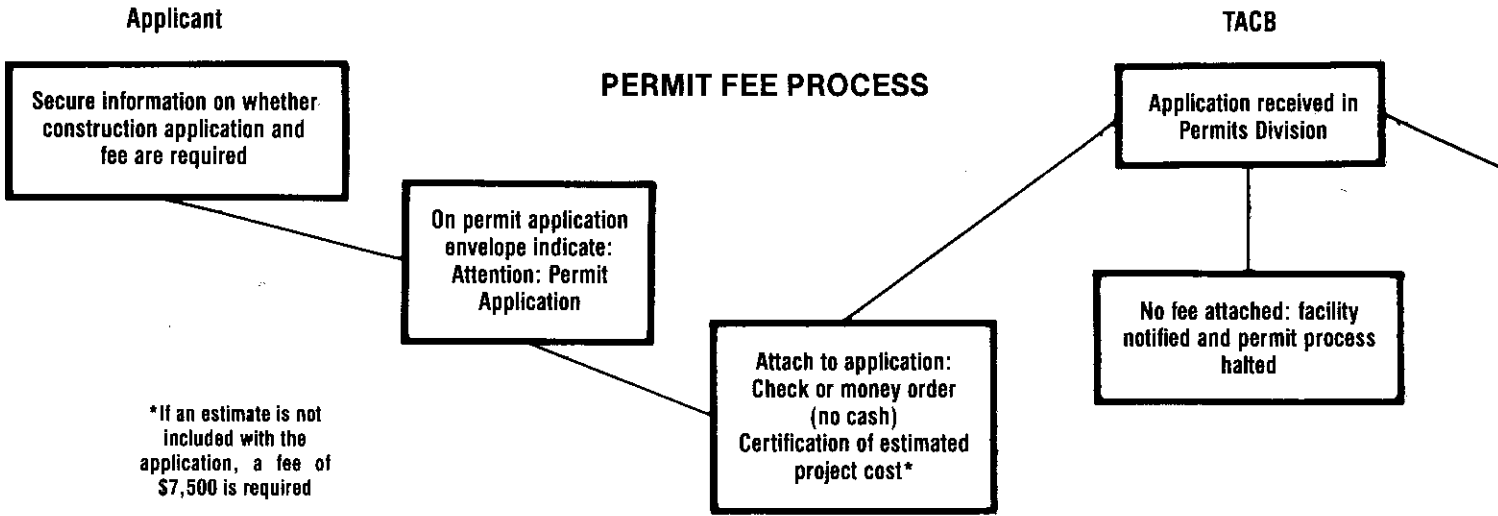 Applicant
TACB
PERMIT FEE PROCESS
Secure information on whether
construction application and
fee are required
On permit application
envelope indicate:
Attention: Permit
Application
Attach to application:
Check or money order
(no cash)
Certification of estimated
project cost*
Application received in
Permits Division
No fee attached: facility
notified and permit process
halted
*If an estimate is not
included with the
application, a fee of
$7,500 is required